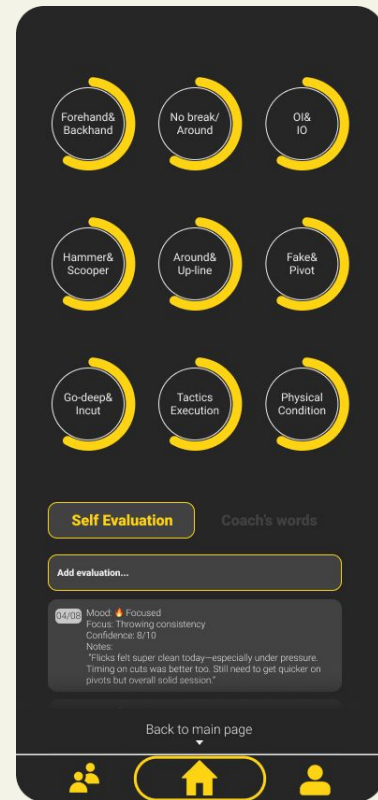 Forehand&
Backhand
No break/
Around
OI&
IO
Hammer&
Scooper
Around&
Up-line
Fake&
Pivot
Go-deep&
Incut
Tactics
Execution
Physical
Condition
Self Evaluation
Coach's words
Add evaluation...
04/08
Mood: 🔥 Focused
Focus: Throwing consistency
Confidence: 8/10
Notes:
"Flicks felt super clean today—especially under pressure.
Timing on cuts was better too. Still need to get quicker on
pivots but overall solid session."
Back to main page